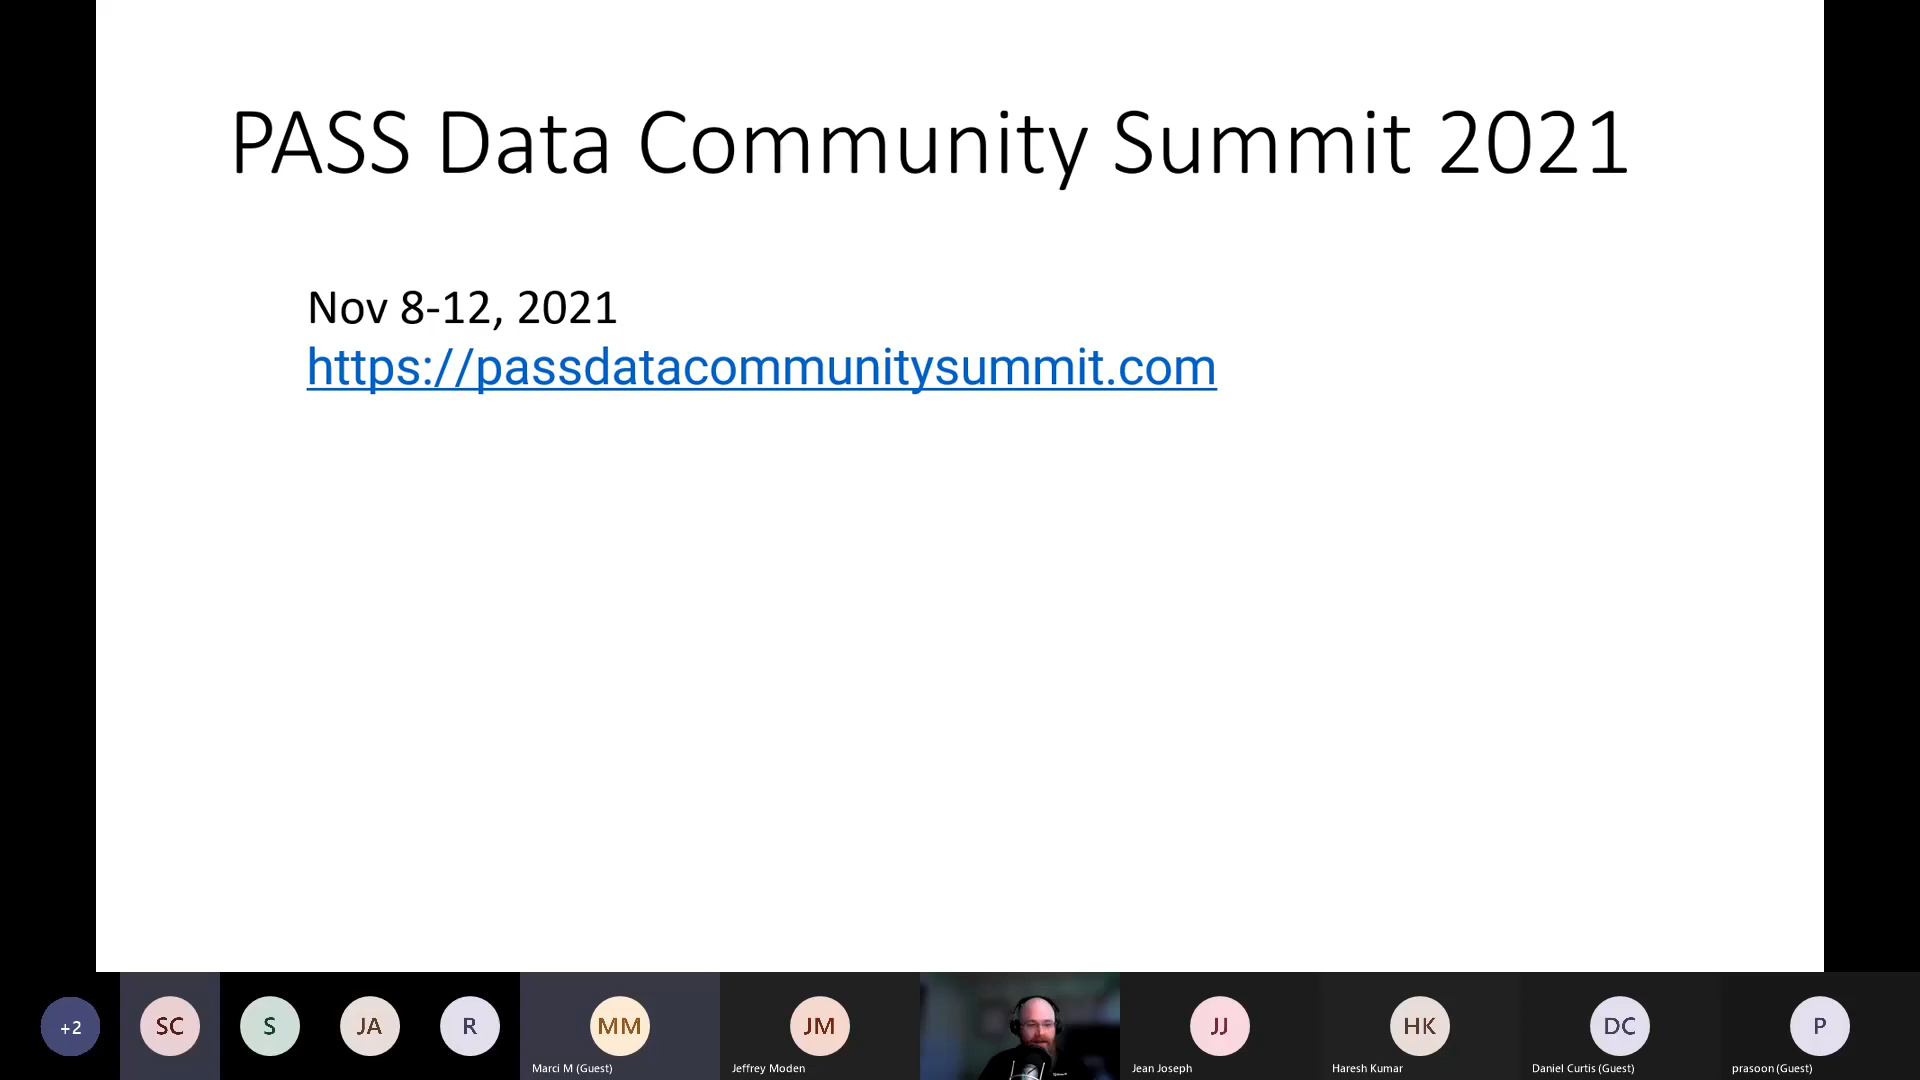 PASS Data Community Summit 2021
Nov 8-12, 2021
https://passdatacommunitysummit.com
+2
SC
S
JA
R
MM
Marci M (Guest)
JM
Jeffrey Moden
JJ
Jean Joseph
HK
Haresh Kumar
DC
Daniel Curtis (Guest)
P
prasoon (Guest)